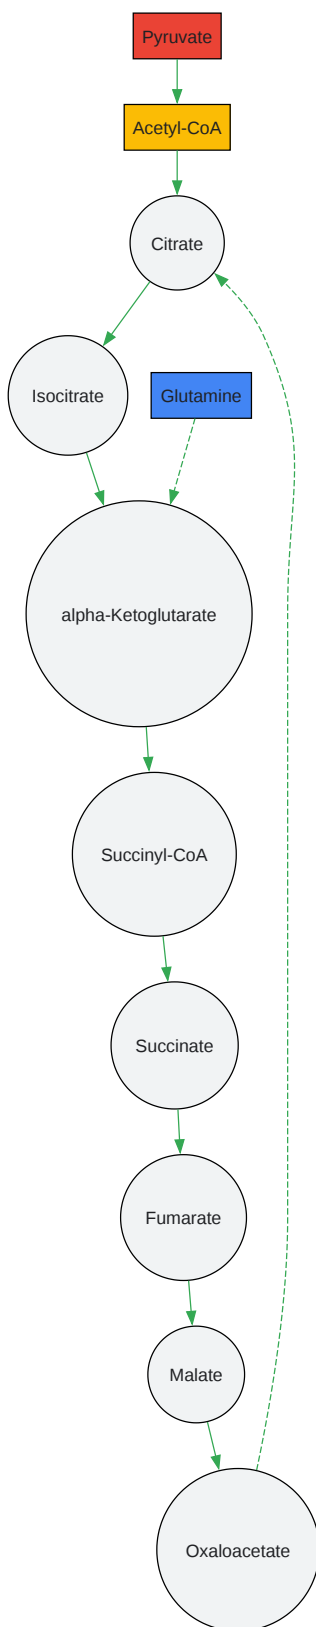 Pyruvate
Acetyl-CoA
Citrate
Isocitrate
Glutamine
alpha-Ketoglutarate
Succinyl-CoA
Succinate
Fumarate
Malate
Oxaloacetate